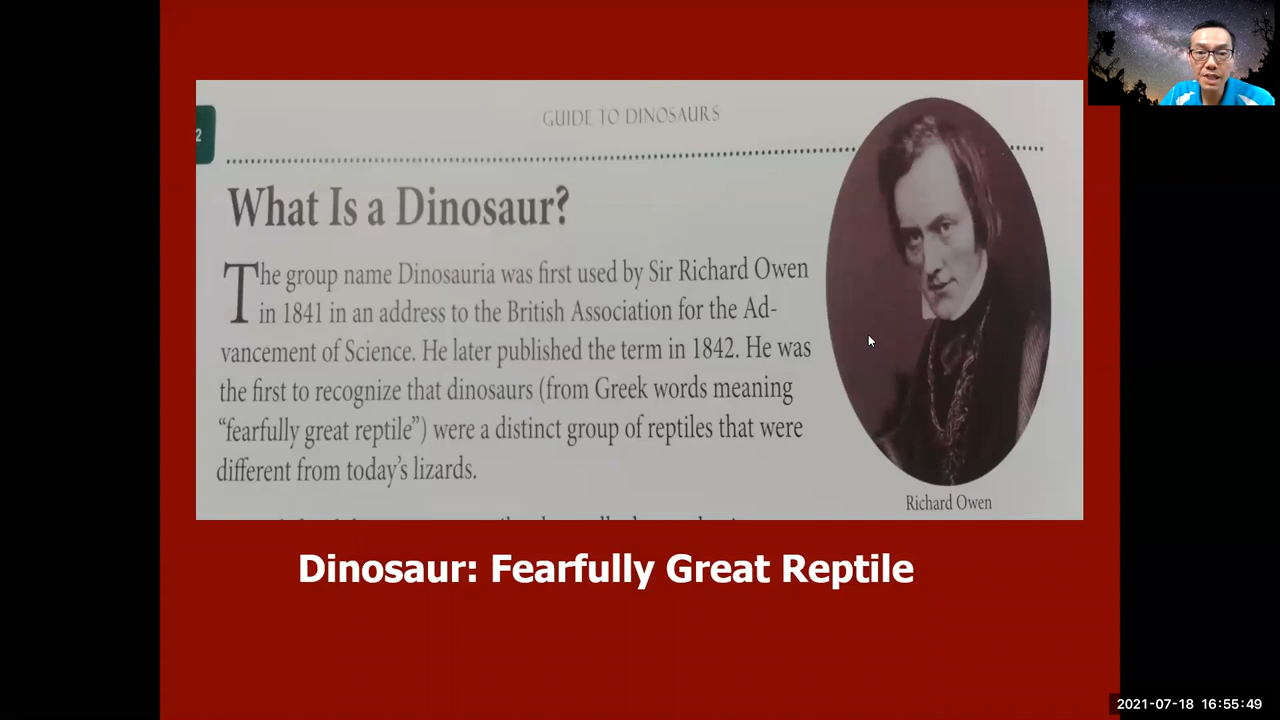 2
GUIDE TO DINOSAURS
What Is a Dinosaur?
The group name Dinosauria was first used by Sir Richard Owen
in 1841 in an address to the British Association for the Ad-
vancement of Science. He later published the term in 1842. He was
the first to recognize that dinosaurs (from Greek words meaning
“fearfully great reptile”) were a distinct group of reptiles that were
different from today’s lizards.
Richard Owen
Dinosaur: Fearfully Great Reptile
2021-07-18 16:55:49